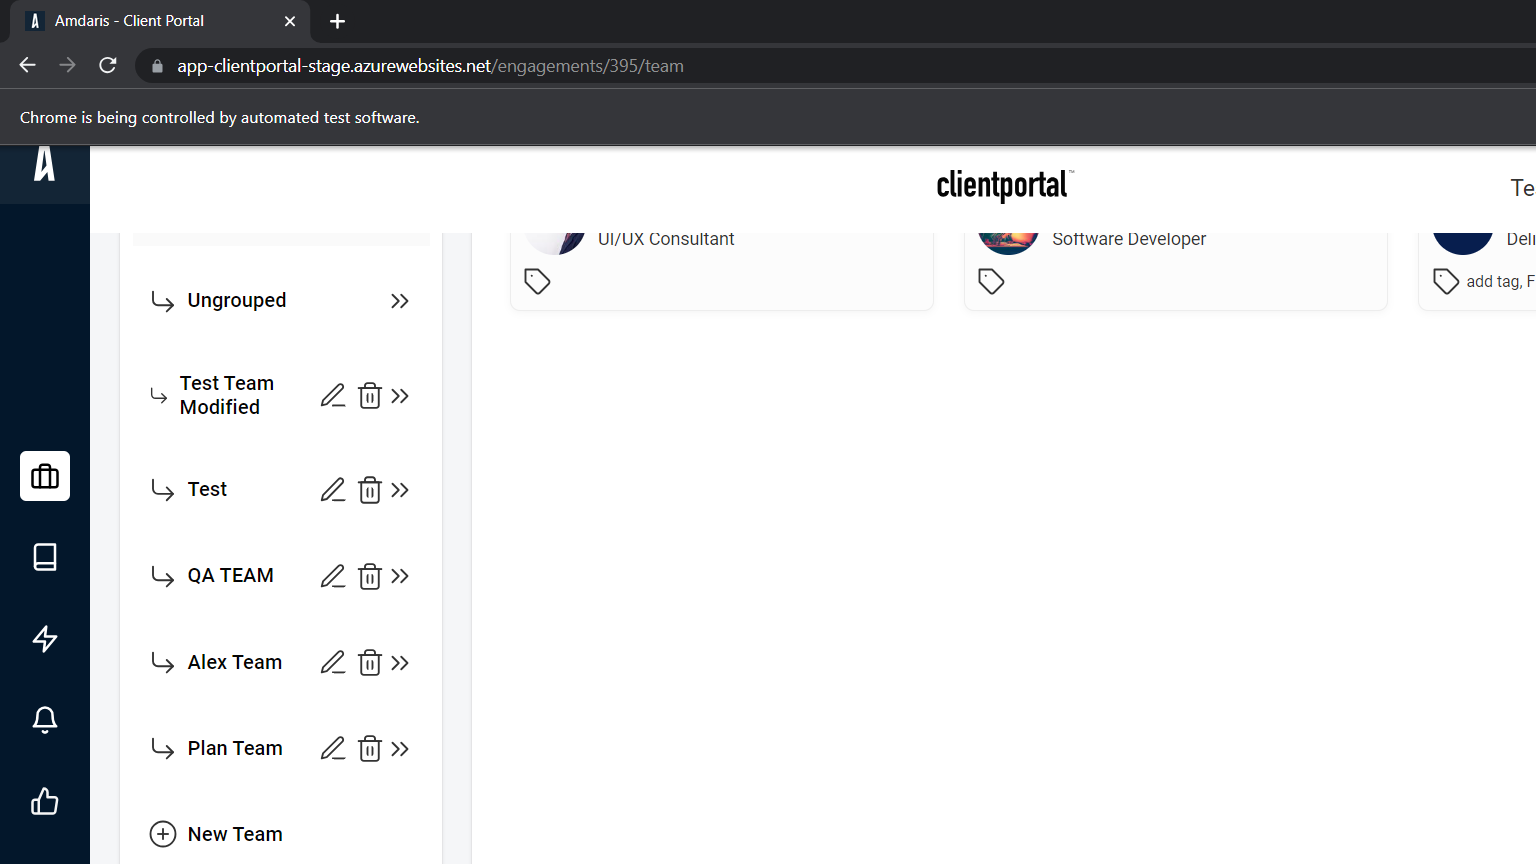 Amdaris - Client Portal
app-clientportal-stage.azurewebsites.net/engagements/395/team
Chrome is being controlled by automated test software.
clientportal™
Te
UI/UX Consultant
Software Developer
Deli
add tag, F
Ungrouped
Test Team
Modified
Test
QA TEAM
Alex Team
Plan Team
New Team